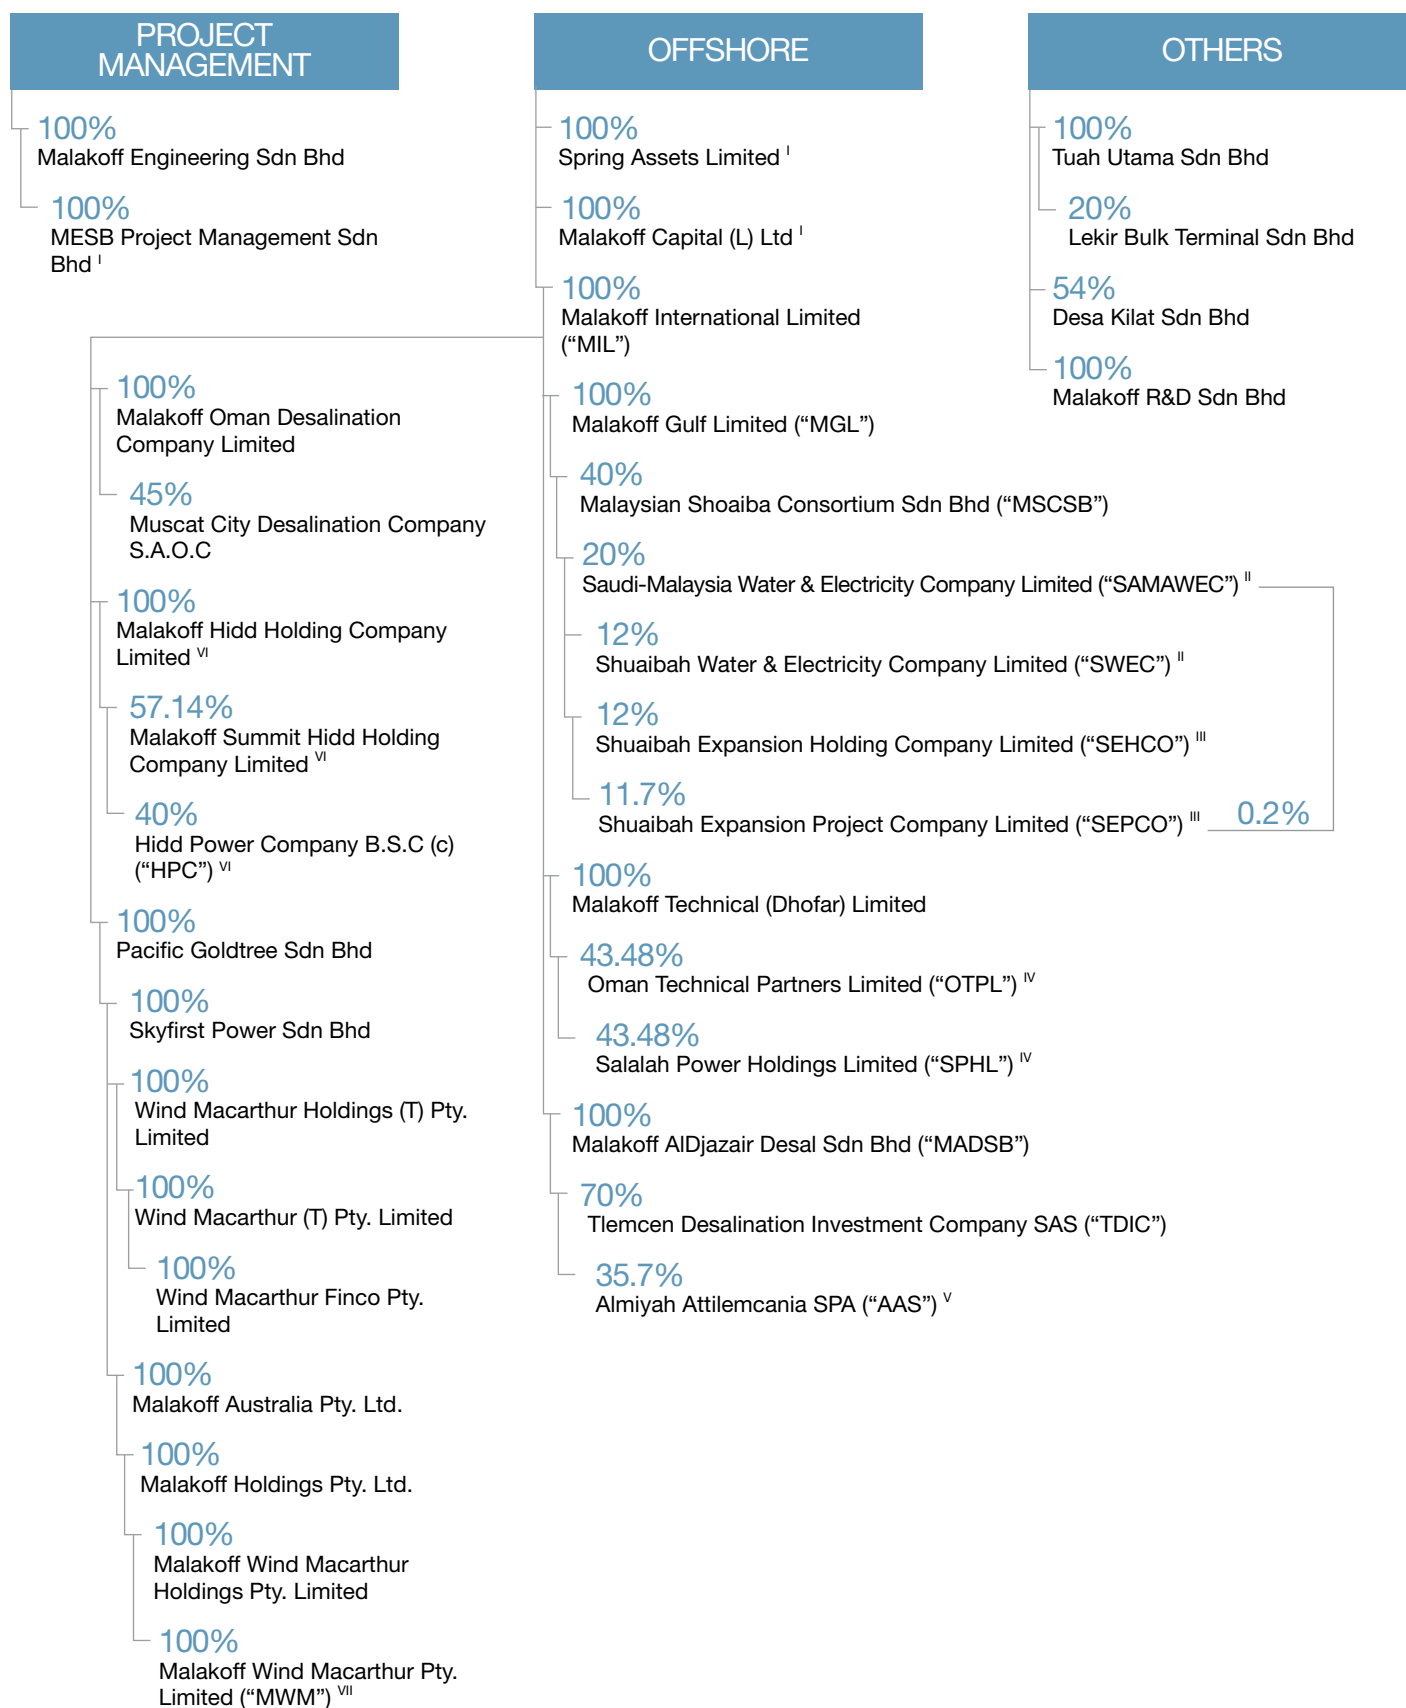 PROJECT
MANAGEMENT
100%
Malakoff Engineering Sdn Bhd
100%
MESB Project Management Sdn
Bhd I
OFFSHORE
100%
Spring Assets Limited I
100%
Malakoff Capital (L) Ltd I
100%
Malakoff International Limited
(“MIL”)
100%
Malakoff Oman Desalination
Company Limited
45%
Muscat City Desalination Company
S.A.O.C
100%
Malakoff Hidd Holding Company
Limited VI
57.14%
Malakoff Summit Hidd Holding
Company Limited VI
40%
Hidd Power Company B.S.C (c)
(“HPC”) VI
100%
Pacific Goldtree Sdn Bhd
100%
Skyfirst Power Sdn Bhd
100%
Wind Macarthur Holdings (T) Pty.
Limited
100%
Wind Macarthur (T) Pty. Limited
100%
Wind Macarthur Finco Pty.
Limited
100%
Malakoff Australia Pty. Ltd.
100%
Malakoff Holdings Pty. Ltd.
100%
Malakoff Wind Macarthur
Holdings Pty. Limited
100%
Malakoff Wind Macarthur Pty.
Limited (“MWM”) VII
100%
Malakoff Gulf Limited (“MGL”)
40%
Malaysian Shoaiba Consortium Sdn Bhd (“MSCSB”)
20%
Saudi-Malaysia Water & Electricity Company Limited (“SAMAWEC”) II
12%
Shuaibah Water & Electricity Company Limited (“SWEC”) II
12%
Shuaibah Expansion Holding Company Limited (“SEHCO”) III
11.7%
Shuaibah Expansion Project Company Limited (“SEPCO”) III
0.2%
100%
Malakoff Technical (Dhofar) Limited
43.48%
Oman Technical Partners Limited (“OTPL”) IV
43.48%
Salalah Power Holdings Limited (“SPHL”) IV
100%
Malakoff AlDjazair Desal Sdn Bhd (“MADSB”)
70%
Tlemcen Desalination Investment Company SAS (“TDIC”)
35.7%
Almiyah Attilemcania SPA (“AAS”) V
OTHERS
100%
Tuah Utama Sdn Bhd
20%
Lekir Bulk Terminal Sdn Bhd
54%
Desa Kilat Sdn Bhd
100%
Malakoff R&D Sdn Bhd